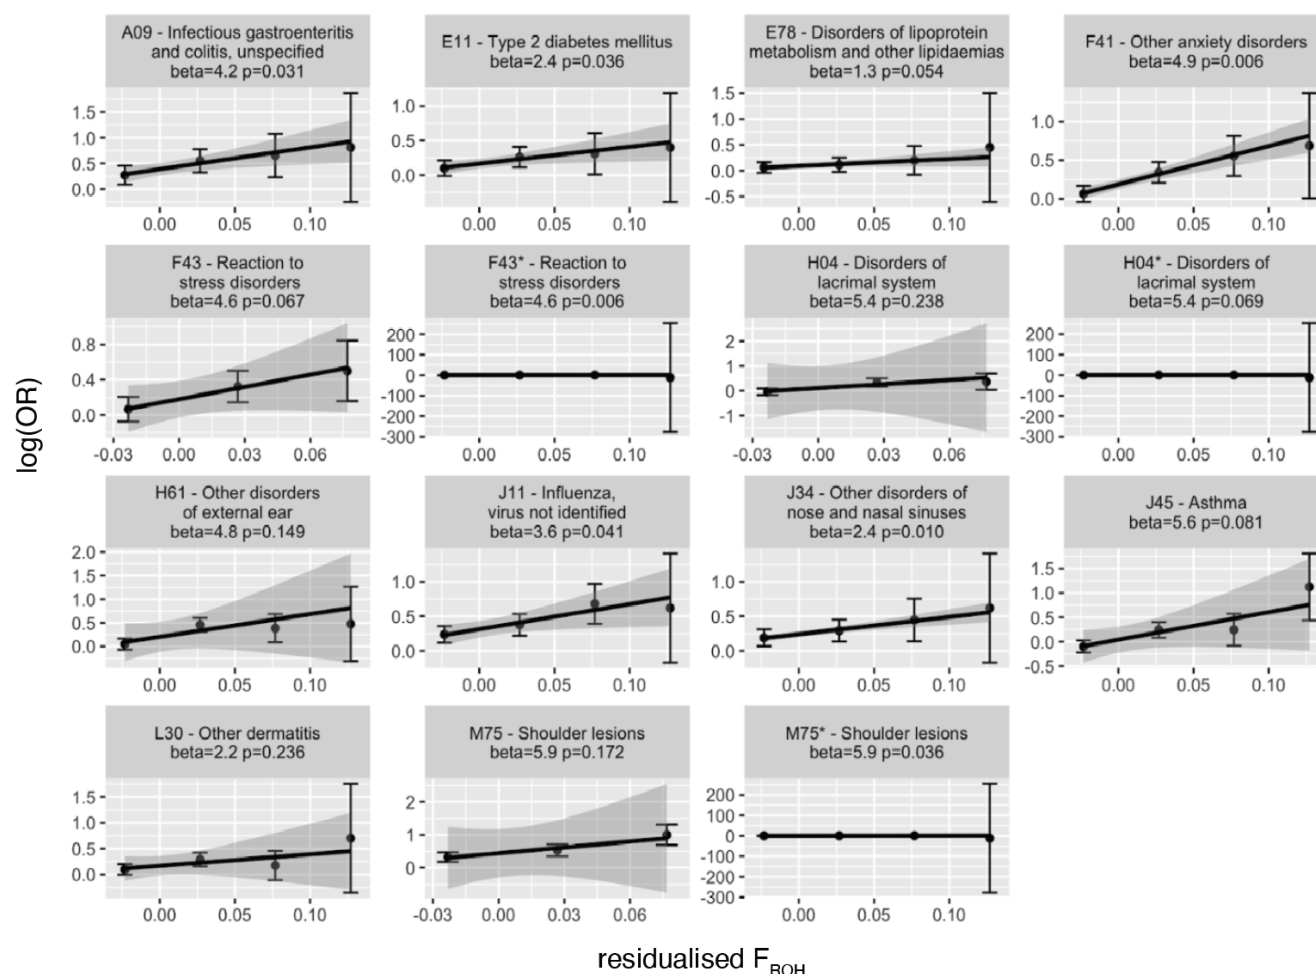 A09 - Infectious gastroenteritis
and colitis, unspecified
beta=4.2 p=0.031
E11 - Type 2 diabetes mellitus
beta=2.4 p=0.036
E78 - Disorders of lipoprotein
metabolism and other lipidaemias
beta=1.3 p=0.054
F41 - Other anxiety disorders
beta=4.9 p=0.006
1.5
1.0
0.5
0.0
0.00 0.05 0.10
1.0
0.5
0.0
0.00 0.05 0.10
1.5
1.0
0.5
0.0
-0.5
0.00 0.05 0.10
1.0
0.5
0.0
0.00 0.05 0.10
F43 - Reaction to
stress disorders
beta=4.6 p=0.067
F43* - Reaction to
stress disorders
beta=4.6 p=0.006
H04 - Disorders of
lacrimal system
beta=5.4 p=0.238
H04* - Disorders of
lacrimal system
beta=5.4 p=0.069
0.8
0.4
0.0
-0.03 0.00 0.03 0.06
200
100
0
-100
-200
-300
0.00 0.05 0.10
2
1
0
-1
-0.03 0.00 0.03 0.06
200
100
0
-100
-200
-300
0.00 0.05 0.10
log(OR)
H61 - Other disorders
of external ear
beta=4.8 p=0.149
J11 - Influenza,
virus not identified
beta=3.6 p=0.041
J34 - Other disorders of
nose and nasal sinuses
beta=2.4 p=0.010
J45 - Asthma
beta=5.6 p=0.081
2.0
1.5
1.0
0.5
0.0
0.00 0.05 0.10
1.0
0.5
0.0
0.00 0.05 0.10
1.0
0.5
0.0
0.00 0.05 0.10
1.5
1.0
0.5
0.0
-0.5
0.00 0.05 0.10
L30 - Other dermatitis
beta=2.2 p=0.236
M75 - Shoulder lesions
beta=5.9 p=0.172
M75* - Shoulder lesions
beta=5.9 p=0.036
1.5
1.0
0.5
0.0
0.00 0.05 0.10
2
1
0
-0.03 0.00 0.03 0.06
200
100
0
-100
-200
-300
0.00 0.05 0.10
residualised F_ROH